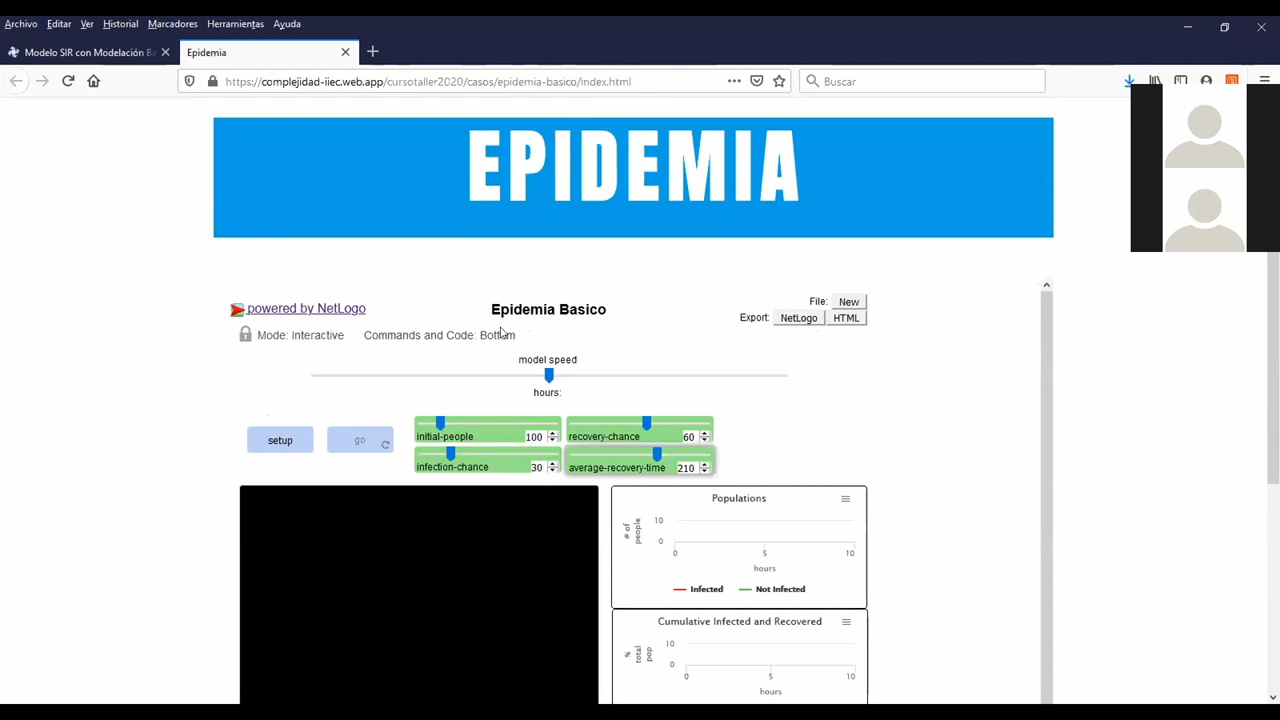 Archivo Editar Ver Historial Marcadores Herramientas Ayuda
Modelo SIR con Modelación Ba
Epidemia
https://complejidad-iiec.web.app/cursotaller2020/casos/epidemia-basico/index.html
Buscar
EPIDEMIA
powered by NetLogo
Epidemia Basico
File: New
Export: NetLogo HTML
Mode: Interactive Commands and Code: Bottom
model speed
hours:
setup
go
initial-people 100
recovery-chance 60
infection-chance 30
average-recovery-time 210
Populations
# of people
10
0
0 5 10
hours
Infected Not Infected
Cumulative Infected and Recovered
% total pop
10
0
0 5 10
hours